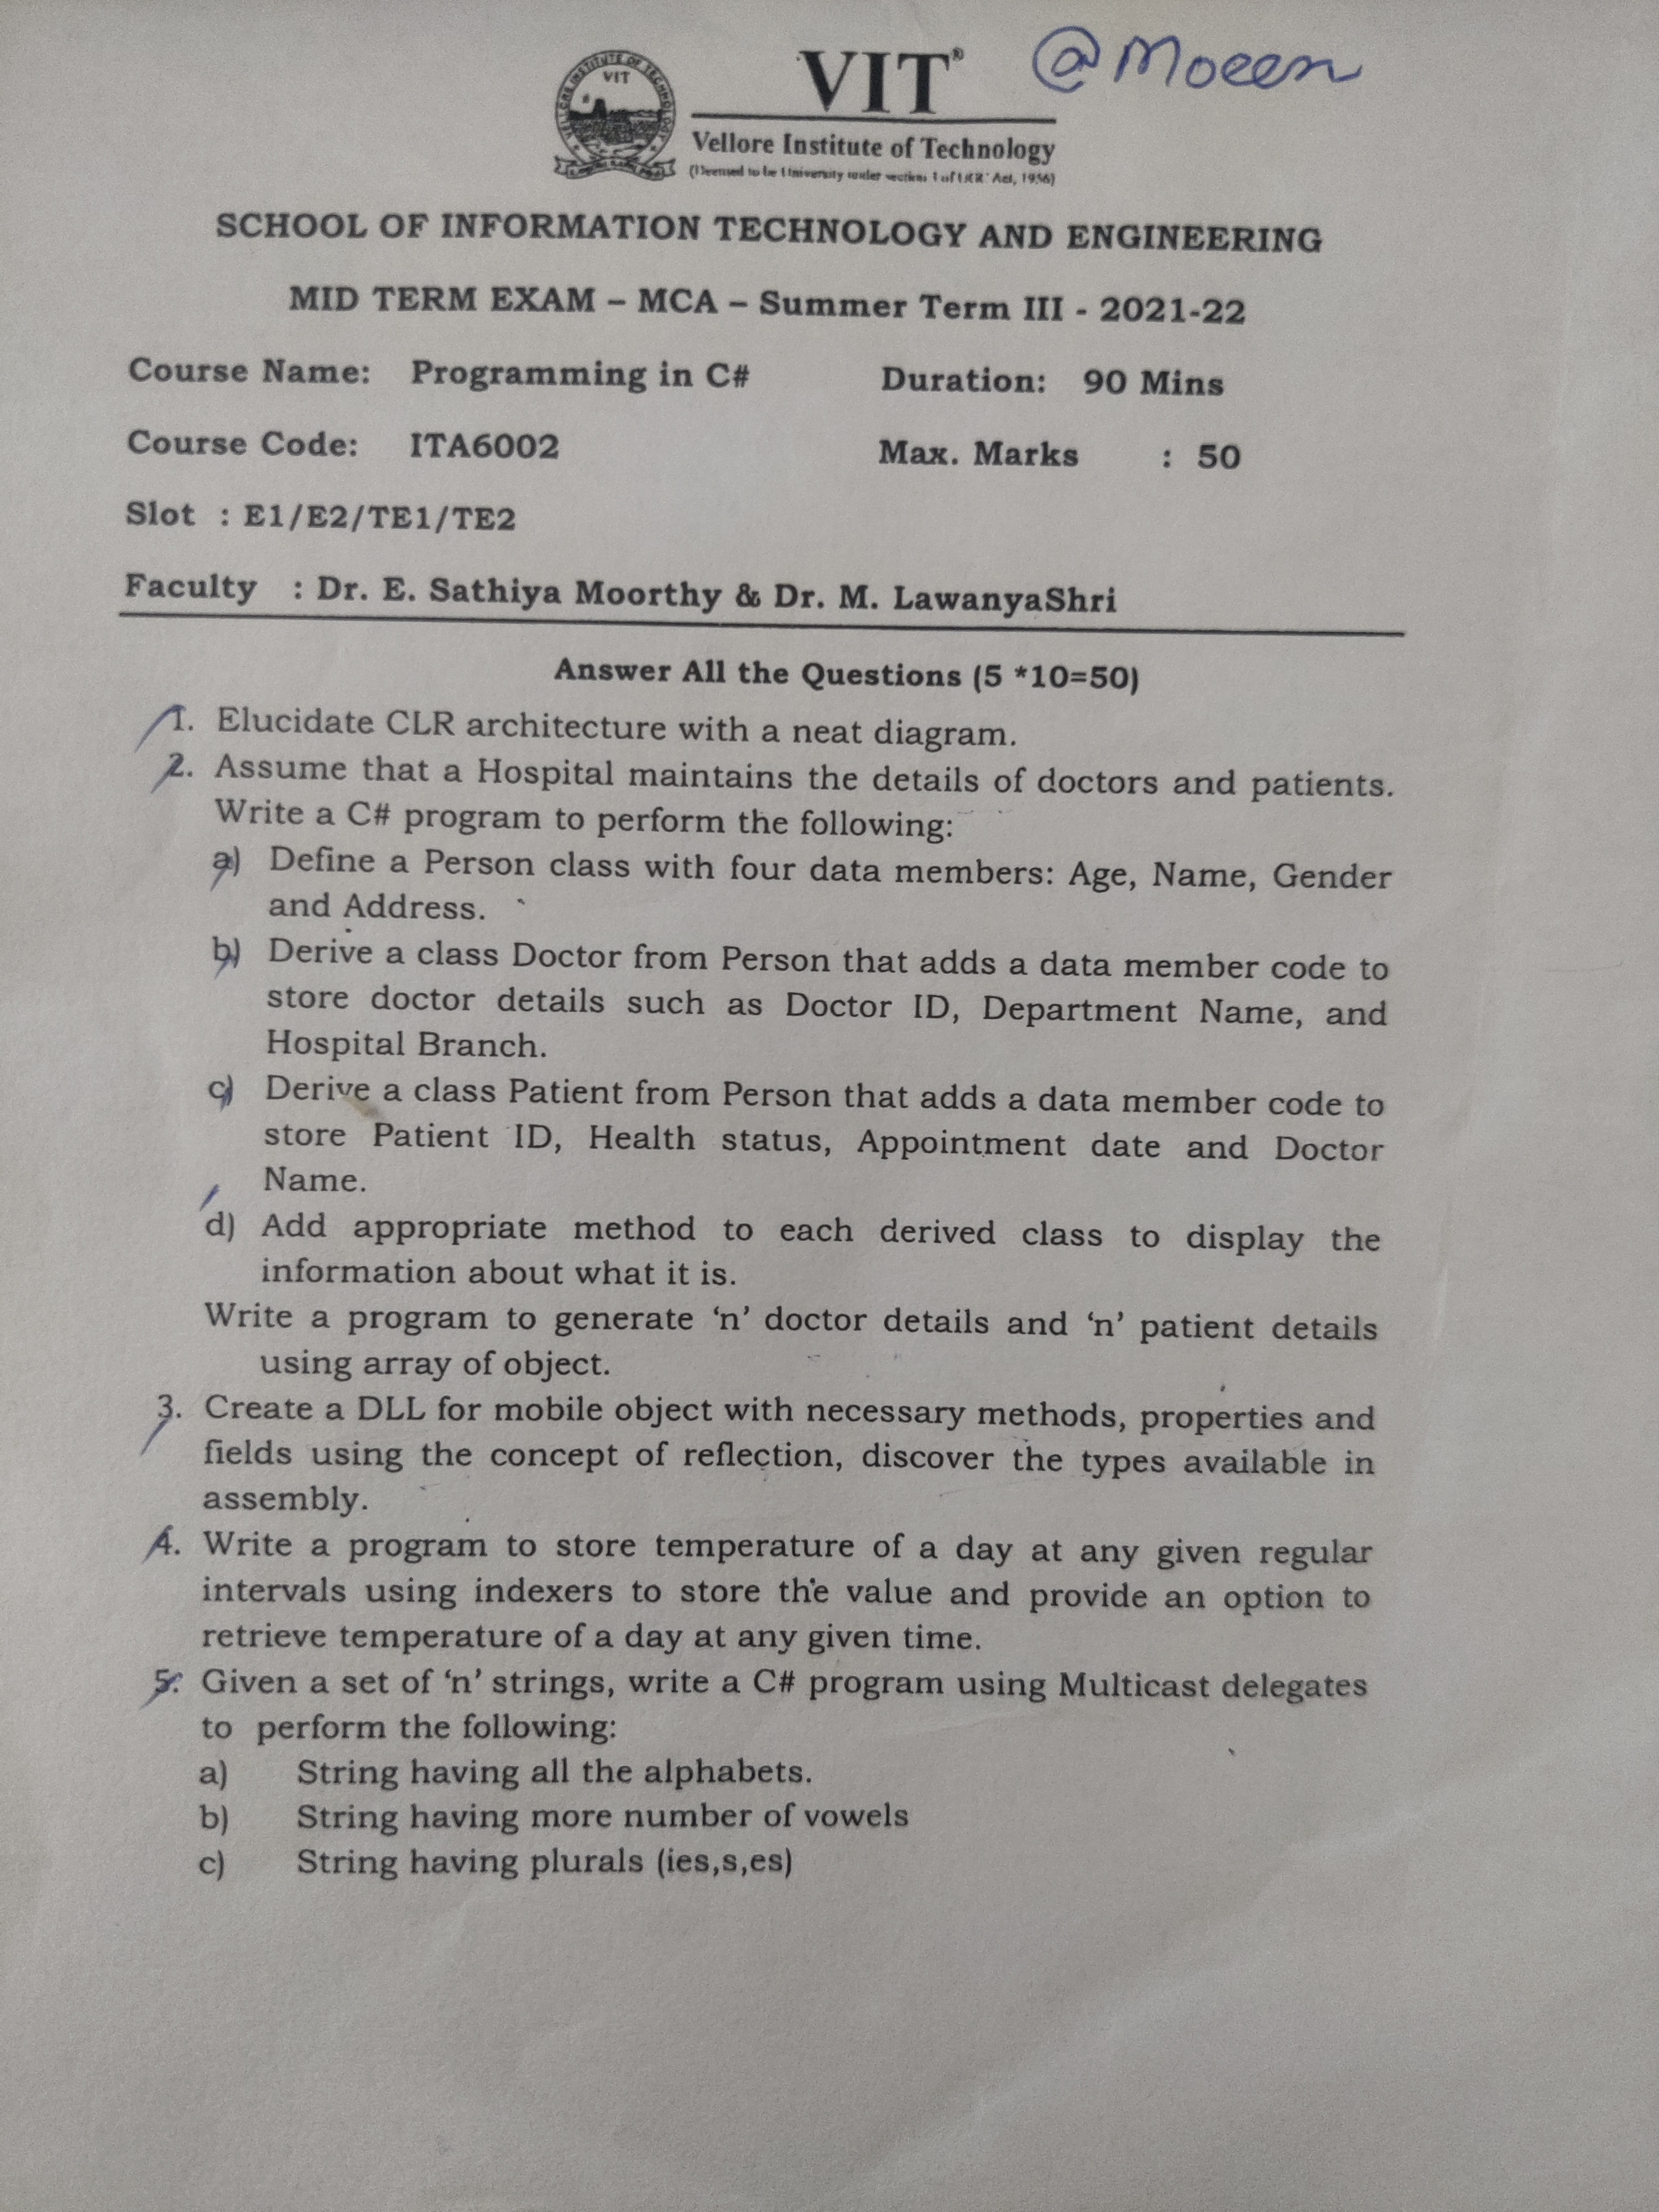 VIT® @Moeen
VELLORE INSTITUTE OF TECHNOLOGY
VIT
Vellore Institute of Technology
(Deemed to be University under section 3 of UGC Act, 1956)
SCHOOL OF INFORMATION TECHNOLOGY AND ENGINEERING
MID TERM EXAM – MCA – Summer Term III - 2021-22
Course Name: Programming in C# Duration: 90 Mins
Course Code: ITA6002 Max. Marks : 50
Slot : E1/E2/TE1/TE2
Faculty : Dr. E. Sathiya Moorthy & Dr. M. LawanyaShri
Answer All the Questions (5 *10=50)
1. Elucidate CLR architecture with a neat diagram.
2. Assume that a Hospital maintains the details of doctors and patients.
Write a C# program to perform the following:
a) Define a Person class with four data members: Age, Name, Gender
and Address.
b) Derive a class Doctor from Person that adds a data member code to
store doctor details such as Doctor ID, Department Name, and
Hospital Branch.
c) Derive a class Patient from Person that adds a data member code to
store Patient ID, Health status, Appointment date and Doctor
Name.
d) Add appropriate method to each derived class to display the
information about what it is.
Write a program to generate ‘n’ doctor details and ‘n’ patient details
using array of object.
3. Create a DLL for mobile object with necessary methods, properties and
fields using the concept of reflection, discover the types available in
assembly.
4. Write a program to store temperature of a day at any given regular
intervals using indexers to store the value and provide an option to
retrieve temperature of a day at any given time.
5. Given a set of ‘n’ strings, write a C# program using Multicast delegates
to perform the following:
a) String having all the alphabets.
b) String having more number of vowels
c) String having plurals (ies,s,es)